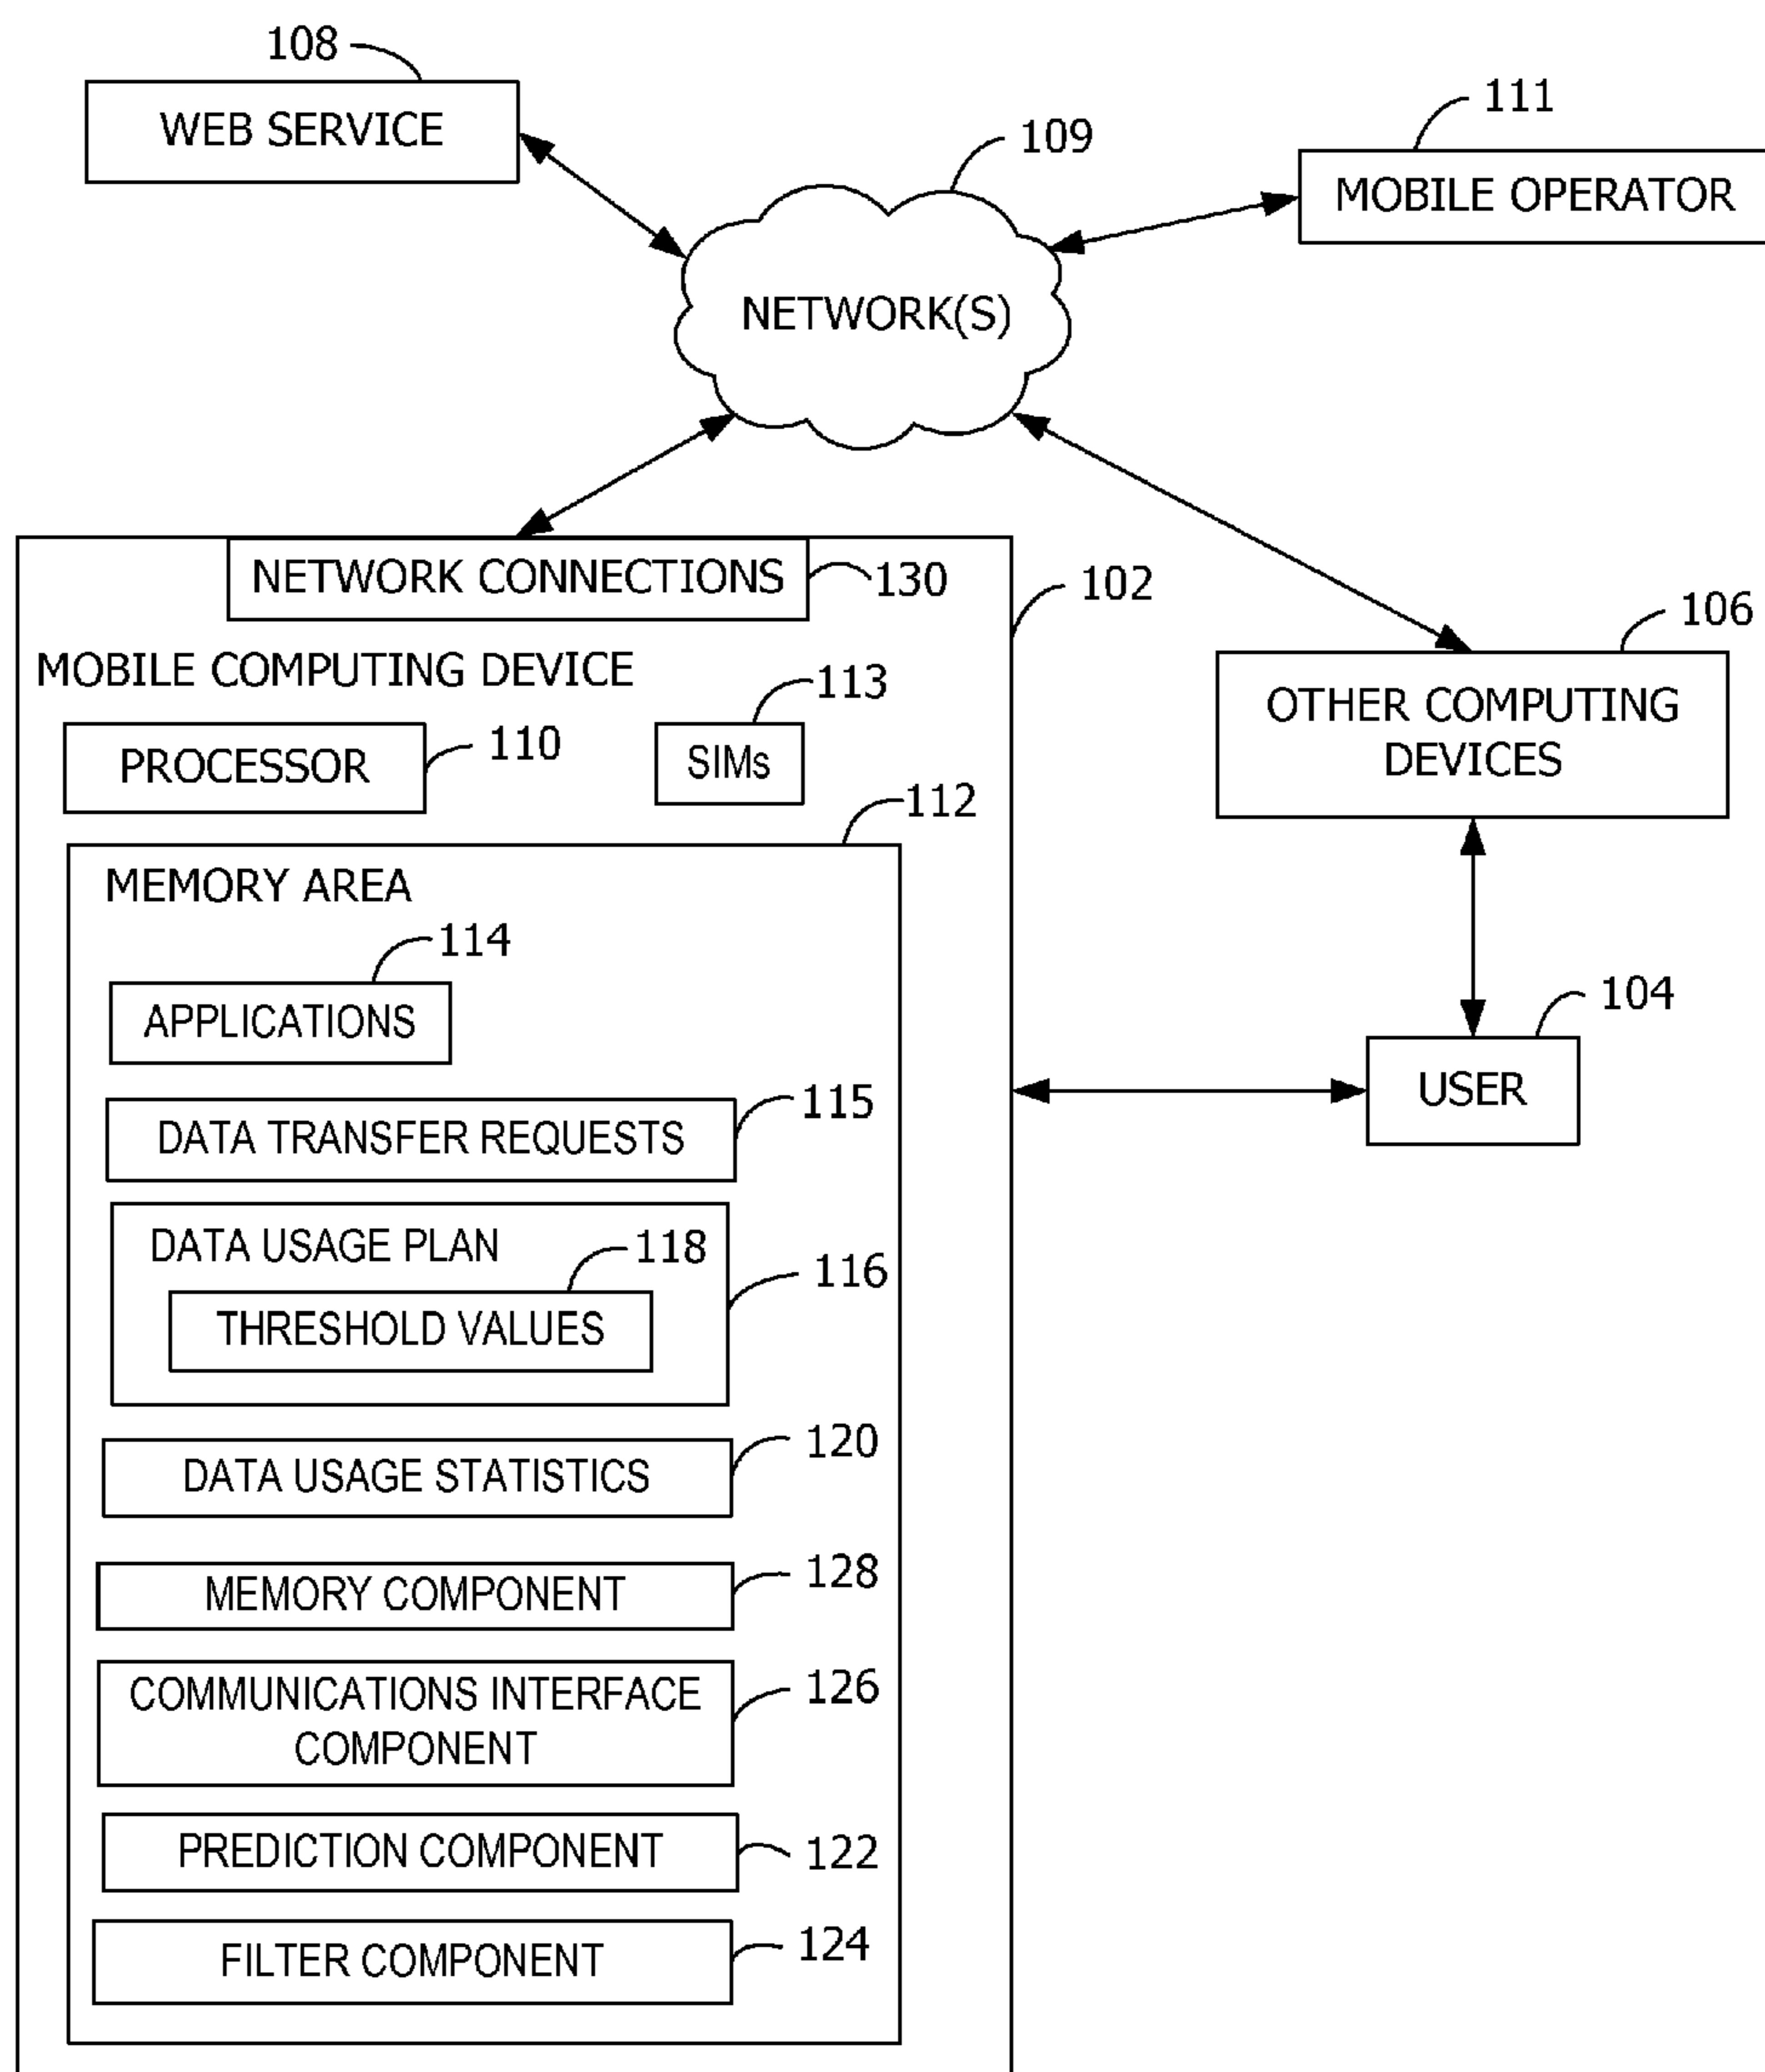 108
WEB SERVICE
111
MOBILE OPERATOR
109
NETWORK(S)
NETWORK CONNECTIONS
130
102
MOBILE COMPUTING DEVICE
106
OTHER COMPUTING
DEVICES
113
PROCESSOR
110
SIMs
112
MEMORY AREA
114
APPLICATIONS
104
USER
115
DATA TRANSFER REQUESTS
DATA USAGE PLAN
118
116
THRESHOLD VALUES
120
DATA USAGE STATISTICS
128
MEMORY COMPONENT
COMMUNICATIONS INTERFACE
COMPONENT
126
PREDICTION COMPONENT
122
FILTER COMPONENT
124